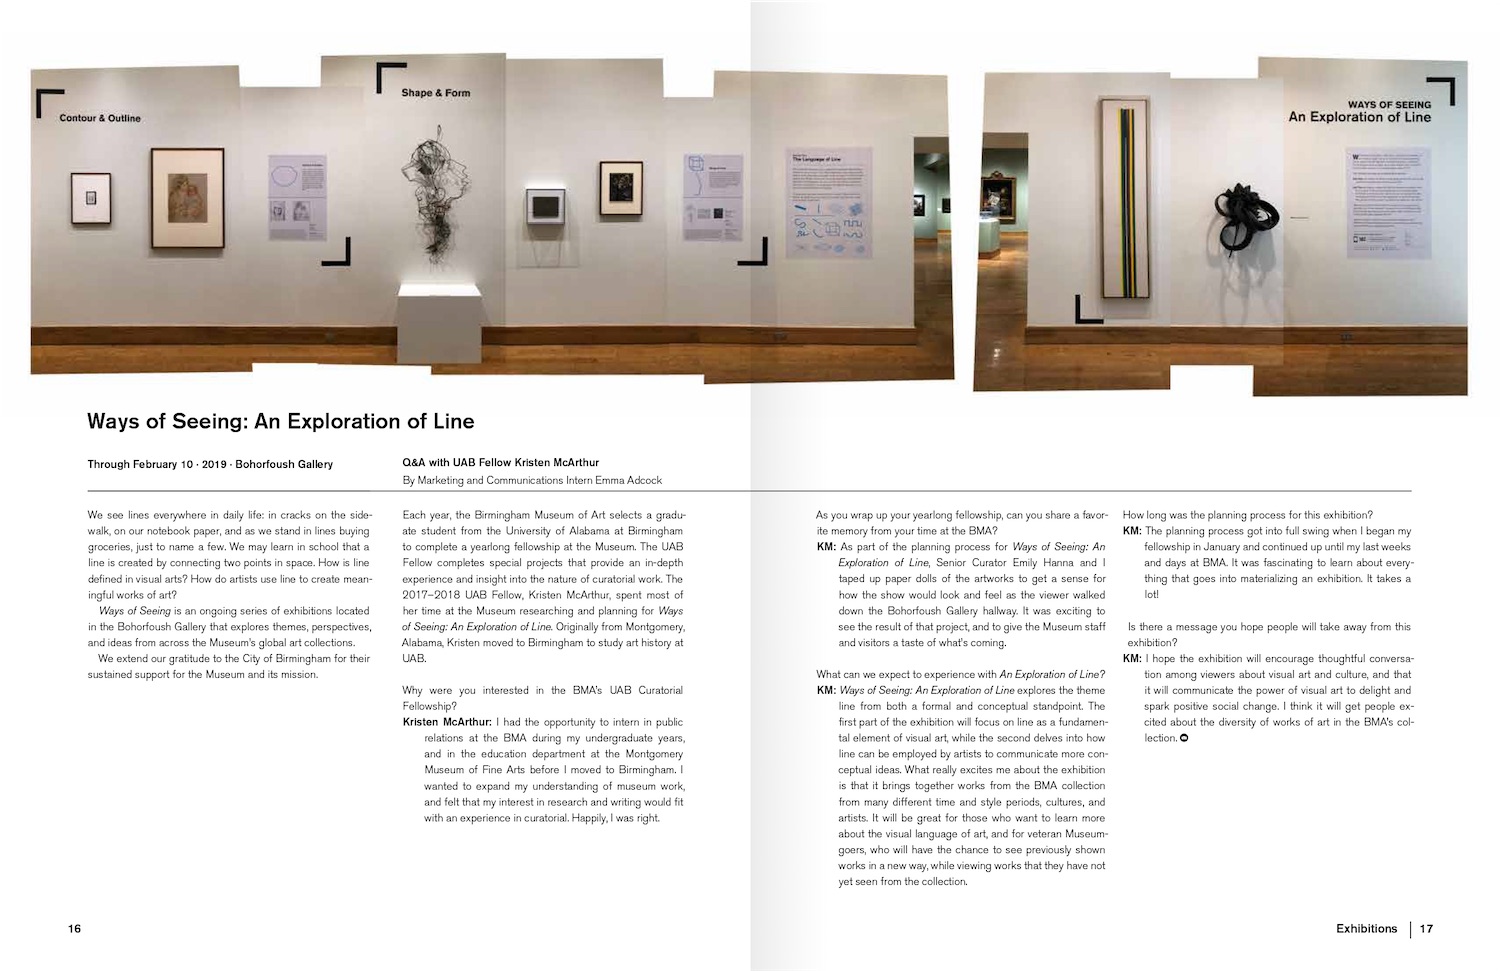 Contour & Outline
Shape & Form
The Language of Line
WAYS OF SEEING
An Exploration of Line
Ways of Seeing: An Exploration of Line
Through February 10 · 2019 · Bohorfoush Gallery
We see lines everywhere in daily life: in cracks on the side-
walk, on our notebook paper, and as we stand in lines buying
groceries, just to name a few. We may learn in school that a
line is created by connecting two points in space. How is line
defined in visual arts? How do artists use line to create mean-
ingful works of art?
Ways of Seeing is an ongoing series of exhibitions located
in the Bohorfoush Gallery that explores themes, perspectives,
and ideas from across the Museum's global art collections.
We extend our gratitude to the City of Birmingham for their
sustained support for the Museum and its mission.
Q&A with UAB Fellow Kristen McArthur
By Marketing and Communications Intern Emma Adcock
Each year, the Birmingham Museum of Art selects a gradu-
ate student from the University of Alabama at Birmingham
to complete a yearlong fellowship at the Museum. The UAB
Fellow completes special projects that provide an in-depth
experience and insight into the nature of curatorial work. The
2017–2018 UAB Fellow, Kristen McArthur, spent most of
her time at the Museum researching and planning for Ways
of Seeing: An Exploration of Line. Originally from Montgomery,
Alabama, Kristen moved to Birmingham to study art history at
UAB.
Why were you interested in the BMA's UAB Curatorial
Fellowship?
Kristen McArthur: I had the opportunity to intern in public
relations at the BMA during my undergraduate years,
and in the education department at the Montgomery
Museum of Fine Arts before I moved to Birmingham. I
wanted to expand my understanding of museum work,
and felt that my interest in research and writing would fit
with an experience in curatorial. Happily, I was right.
As you wrap up your yearlong fellowship, can you share a favor-
ite memory from your time at the BMA?
KM: As part of the planning process for Ways of Seeing: An
Exploration of Line, Senior Curator Emily Hanna and I
taped up paper dolls of the artworks to get a sense for
how the show would look and feel as the viewer walked
down the Bohorfoush Gallery hallway. It was exciting to
see the result of that project, and to give the Museum staff
and visitors a taste of what's coming.
What can we expect to experience with An Exploration of Line?
KM: Ways of Seeing: An Exploration of Line explores the theme
line from both a formal and conceptual standpoint. The
first part of the exhibition will focus on line as a fundamen-
tal element of visual art, while the second delves into how
line can be employed by artists to communicate more con-
ceptual ideas. What really excites me about the exhibition
is that it brings together works from the BMA collection
from many different time and style periods, cultures, and
artists. It will be great for those who want to learn more
about the visual language of art, and for veteran Museum-
goers, who will have the chance to see previously shown
works in a new way, while viewing works that they have not
yet seen from the collection.
How long was the planning process for this exhibition?
KM: The planning process got into full swing when I began my
fellowship in January and continued up until my last weeks
and days at BMA. It was fascinating to learn about every-
thing that goes into materializing an exhibition. It takes a
lot!
Is there a message you hope people will take away from this
exhibition?
KM: I hope the exhibition will encourage thoughtful conversa-
tion among viewers about visual art and culture, and that
it will communicate the power of visual art to delight and
spark positive social change. I think it will get people ex-
cited about the diversity of works of art in the BMA's col-
lection.
16
Exhibitions | 17